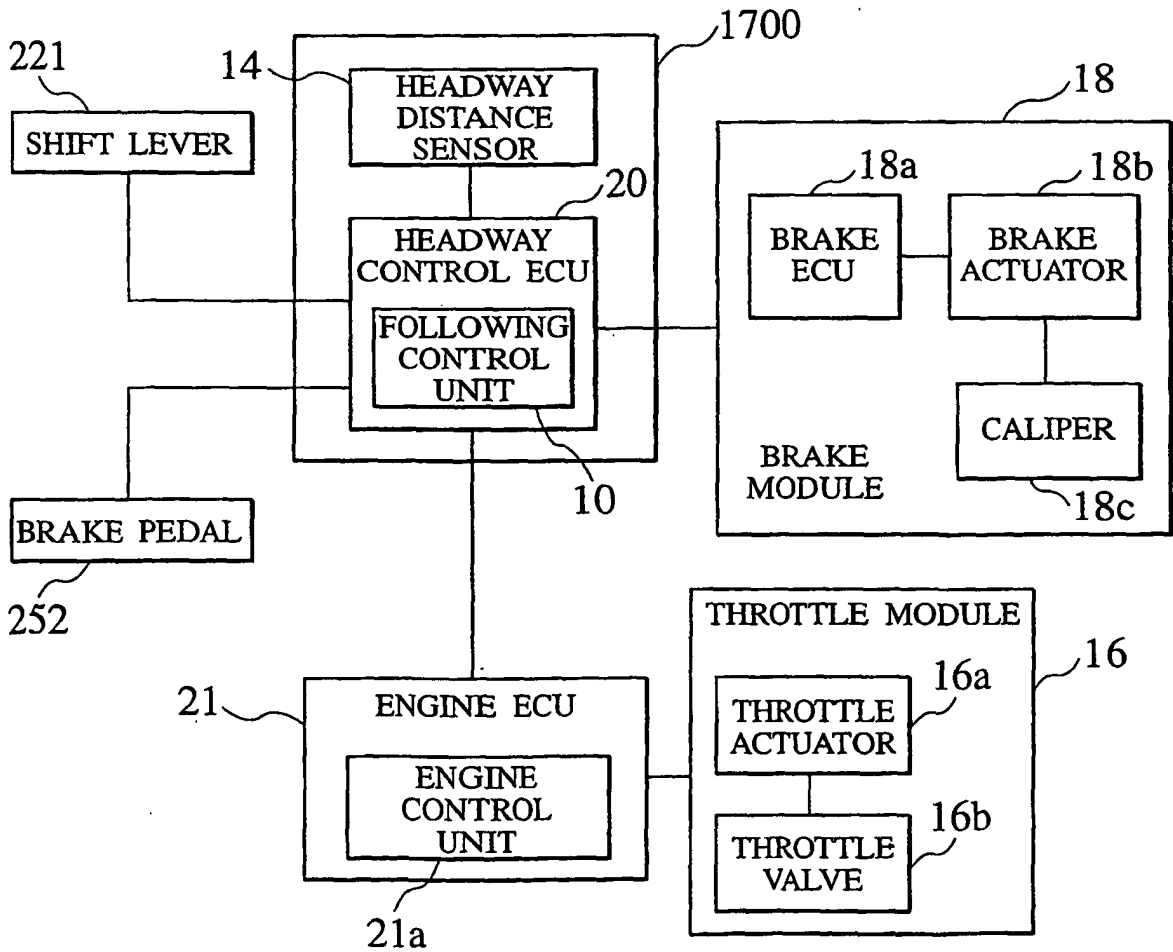 1700
221
14
HEADWAY
DISTANCE
SENSOR
18
SHIFT LEVER
20
18a
18b
HEADWAY
CONTROL ECU
BRAKE
ECU
BRAKE
ACTUATOR
FOLLOWING
CONTROL
UNIT
CALIPER
BRAKE
MODULE
10
18c
BRAKE PEDAL
252
THROTTLE MODULE
16
21
ENGINE ECU
16a
THROTTLE
ACTUATOR
ENGINE
CONTROL
UNIT
16b
THROTTLE
VALVE
21a